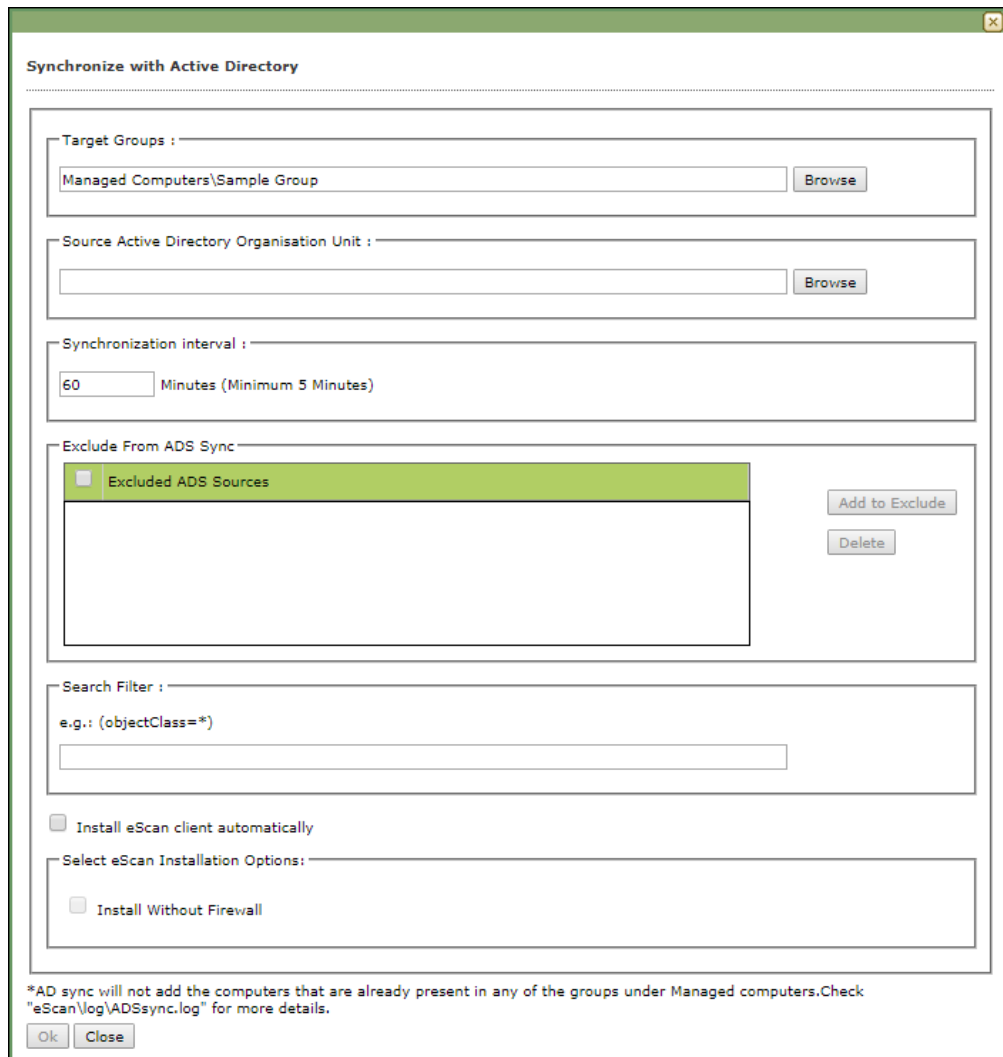 Synchronize with Active Directory
Target Groups :
Managed Computers\Sample Group
Browse
Source Active Directory Organisation Unit :
Browse
Synchronization interval :
60 Minutes (Minimum 5 Minutes)
Exclude From ADS Sync
Excluded ADS Sources
Add to Exclude
Delete
Search Filter :
e.g.: (objectClass=*)
Install eScan client automatically
Select eScan Installation Options:
Install Without Firewall
*AD sync will not add the computers that are already present in any of the groups under Managed computers.Check
"eScan\log\ADSsync.log" for more details.
Ok Close